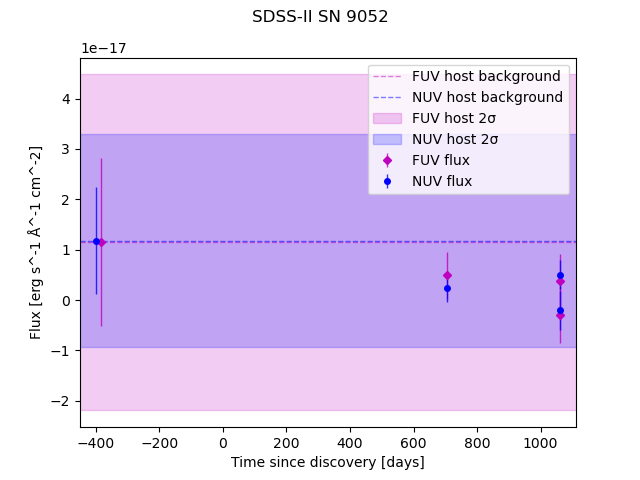 SDSS-II SN 9052
1e−17
FUV host background
NUV host background
FUV host 2σ
NUV host 2σ
FUV flux
NUV flux
4
3
2
1
0
−1
−2
Flux [erg s^-1 Å^-1 cm^-2]
−400 −200 0 200 400 600 800 1000
Time since discovery [days]